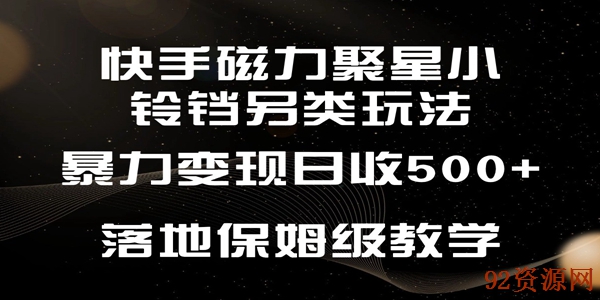 快手磁力聚星小
铃铛另类玩法
暴力变现日收500+
落地保姆级教学
92资源网